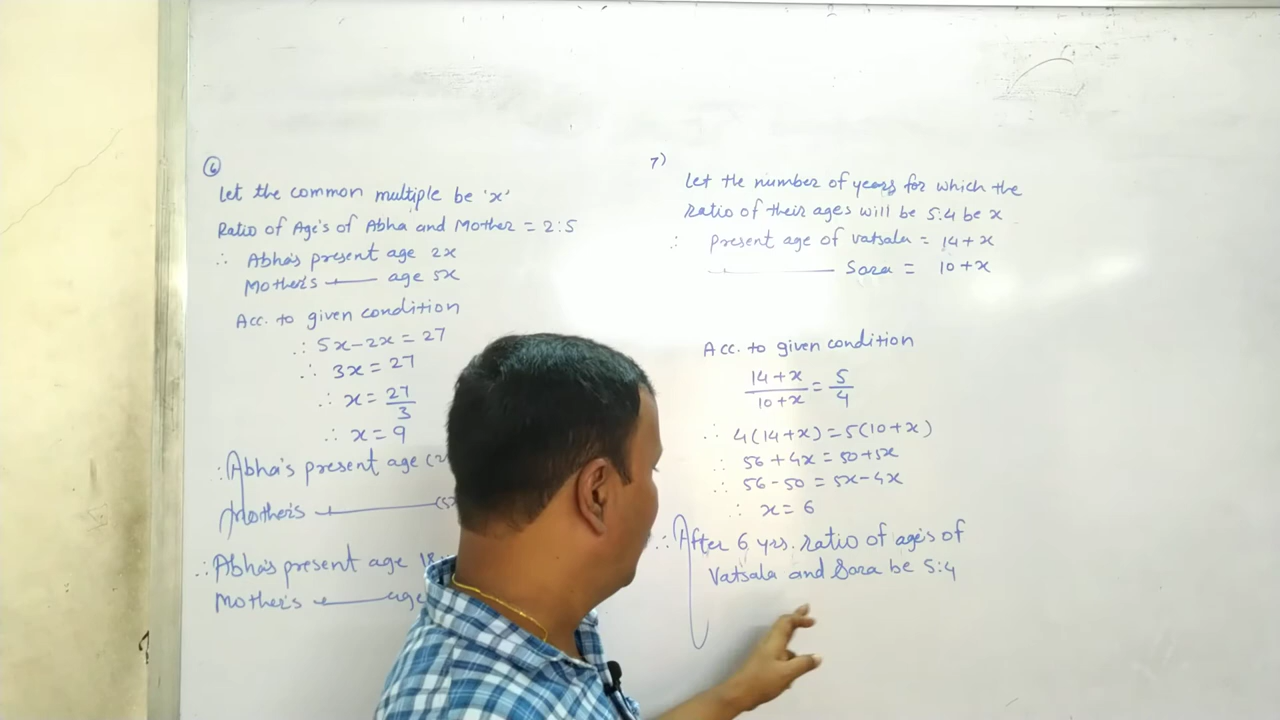 6
Let the common multiple be 'x'
Ratio of Age's of Abha and Mother = 2:5
∴ Abha's present age 2x
Mother's —— age 5x
Acc. to given condition
∴ 5x-2x = 27
∴ 3x = 27
∴ x = 27/3
∴ x = 9
∴ Abha's present age (2
Mother's —— (5x
∴ Abha's present age 18
Mother's —— age
7)
Let the number of years for which the
ratio of their ages will be 5:4 be x
∴ present age of vatsala = 14+x
—— Sara = 10+x
Acc. to given condition
14+x/10+x = 5/4
∴ 4(14+x) = 5(10+x)
∴ 56+4x = 50+5x
∴ 56-50 = 5x-4x
∴ x = 6
∴ After 6 yrs. ratio of age's of
Vatsala and Sara be 5:4